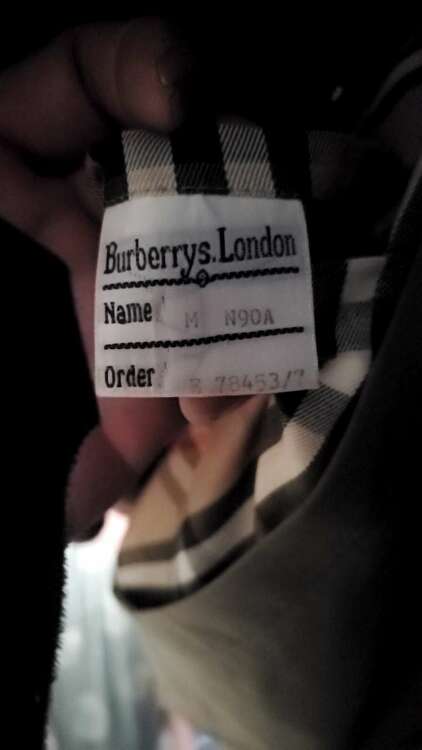 Burberrys.London
Name M N90A
Order B 78453/7